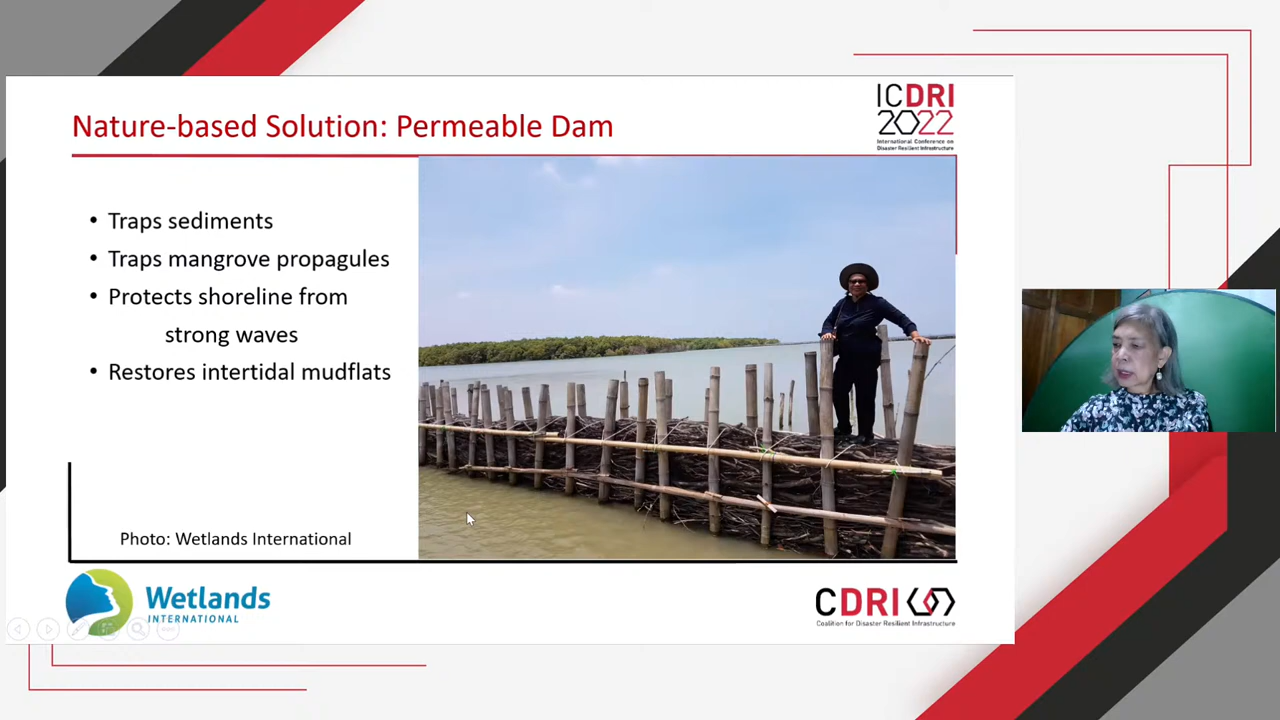 Nature-based Solution: Permeable Dam
ICDRI
2022
International Conference on
Disaster Resilient Infrastructure
• Traps sediments
• Traps mangrove propagules
• Protects shoreline from
strong waves
• Restores intertidal mudflats
Photo: Wetlands International
Wetlands
INTERNATIONAL
CDRI
Coalition for Disaster Resilient Infrastructure